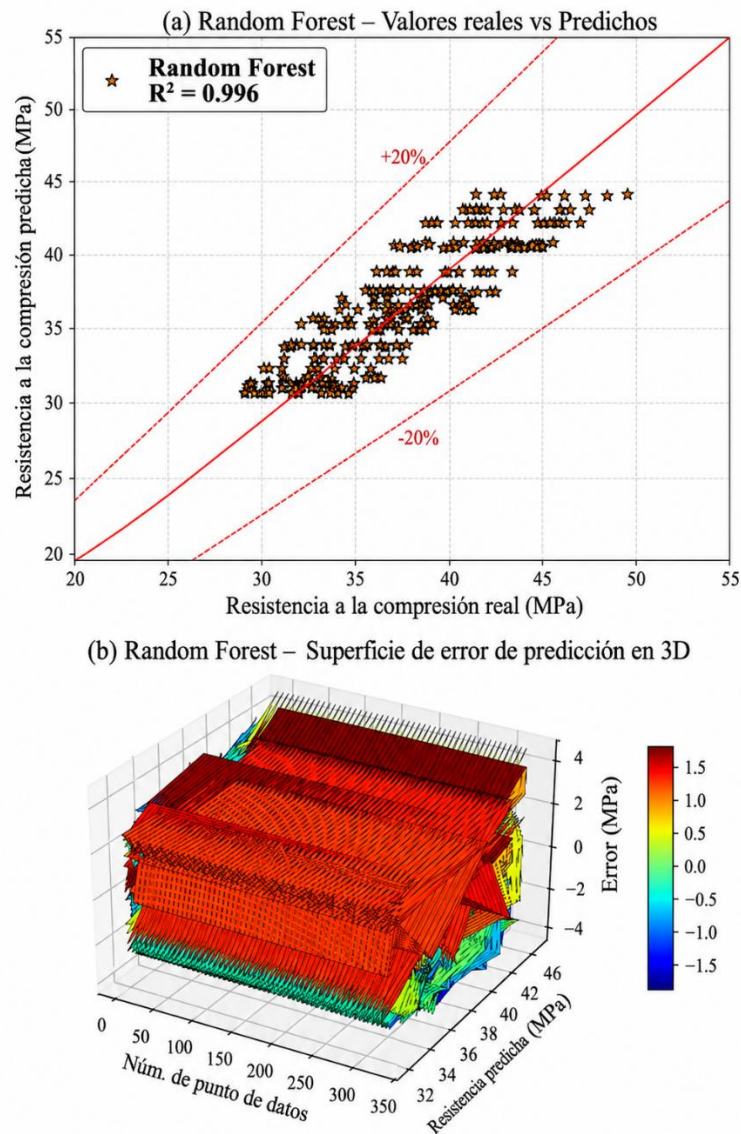 (a) Random Forest – Valores reales vs Predichos
Random Forest
R² = 0.996
+20%
-20%
55
50
45
40
35
30
25
20
Resistencia a la compresión predicha (MPa)
20 25 30 35 40 45 50 55
Resistencia a la compresión real (MPa)
(b) Random Forest – Superficie de error de predicción en 3D
4
2
0
−2
−4
Error (MPa)
1.5
1.0
0.5
0.0
−0.5
−1.0
−1.5
0 50 100 150 200 250 300 350
Núm. de punto de datos
32 34 36 38 40 42 44 46
Resistencia predicha (MPa)